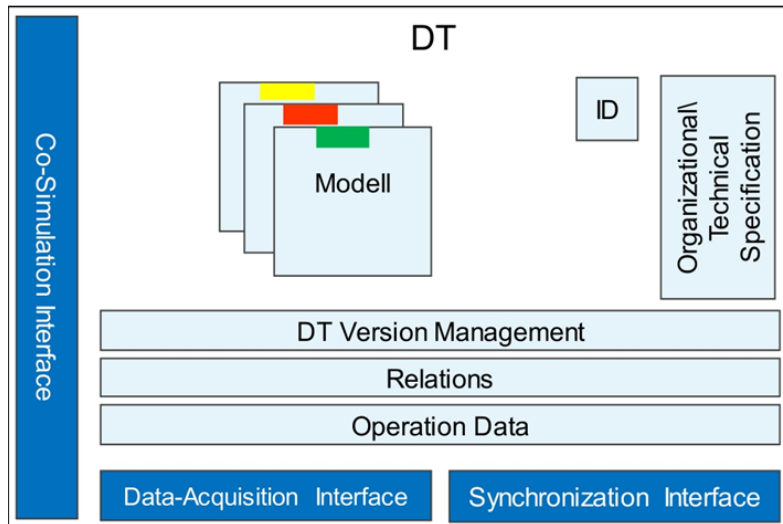 DT
Co-Simulation Interface
Modell
ID
Organizational\
Technical
Specification
DT Version Management
Relations
Operation Data
Data-Acquisition Interface
Synchronization Interface